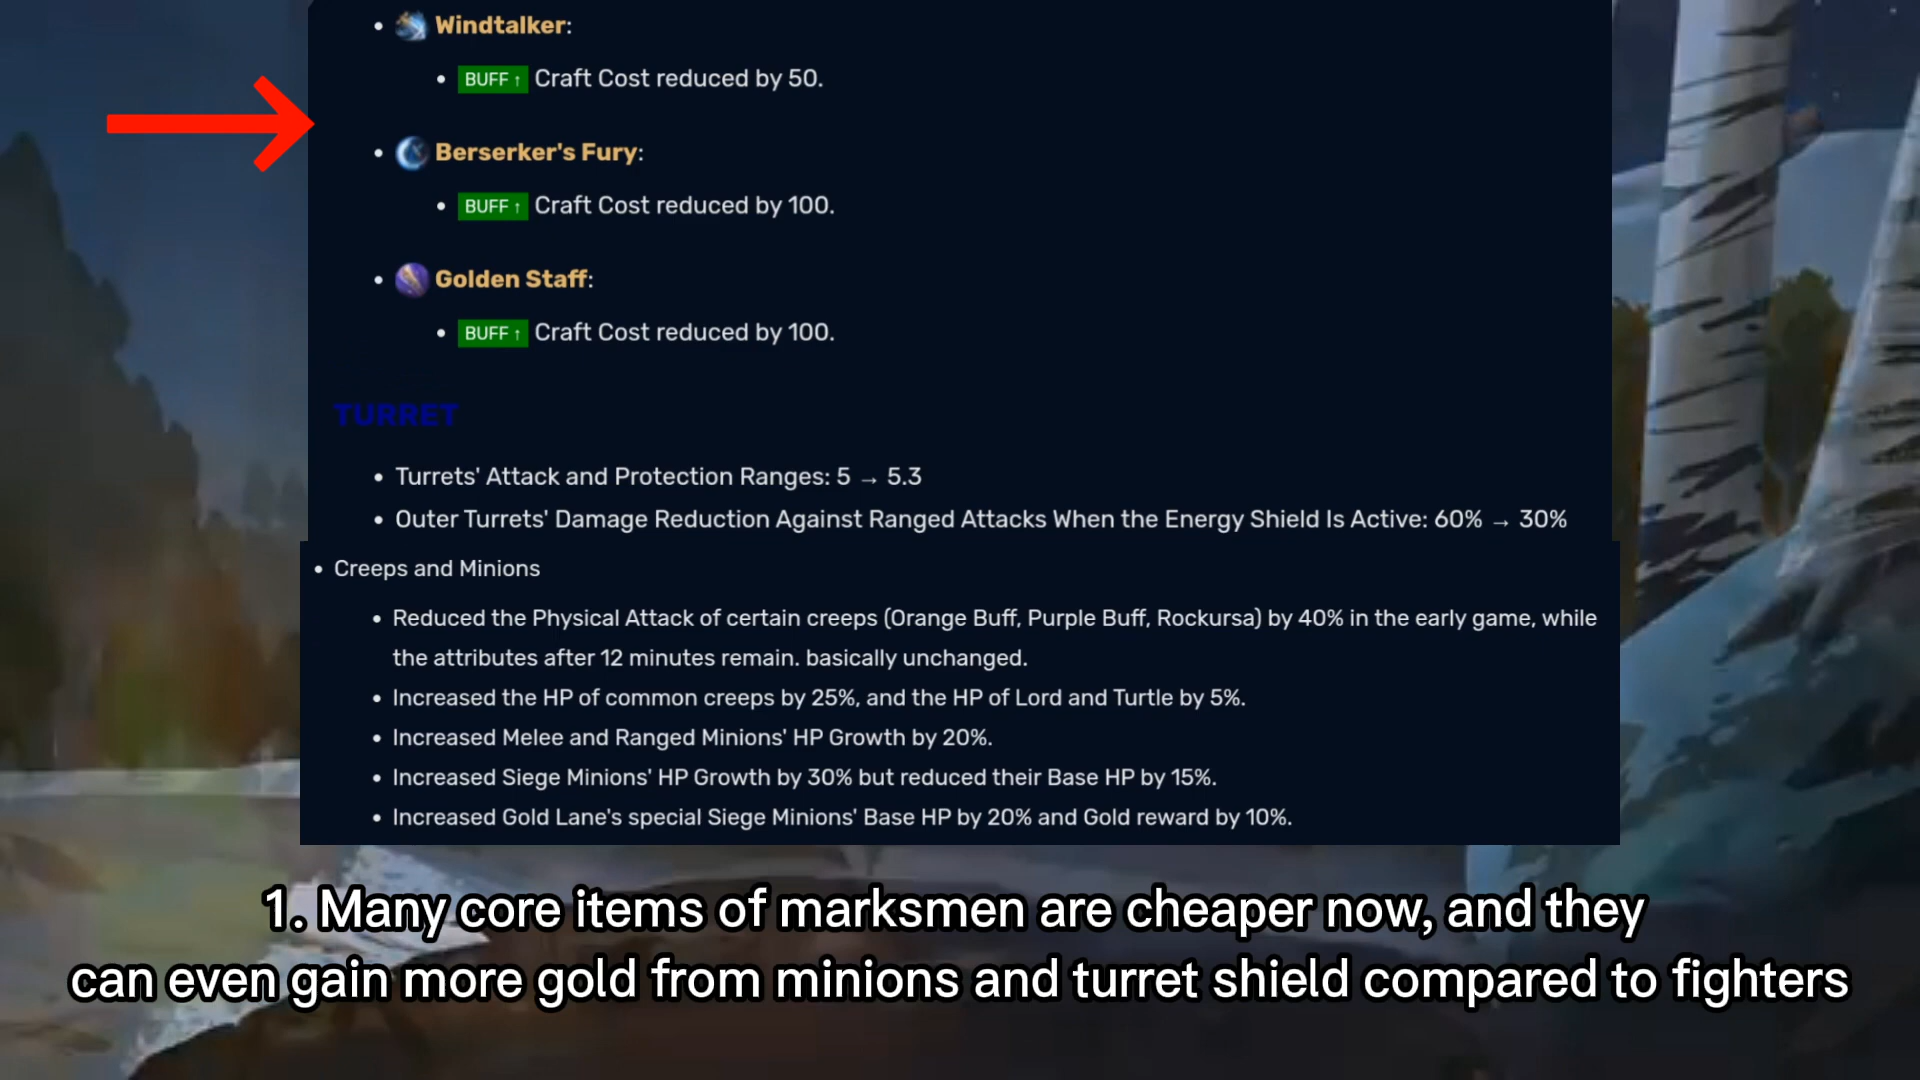 Windtalker:
BUFF ↑ Craft Cost reduced by 50.
Berserker's Fury:
BUFF ↑ Craft Cost reduced by 100.
Golden Staff:
BUFF ↑ Craft Cost reduced by 100.
TURRET
Turrets' Attack and Protection Ranges: 5 → 5.3
Outer Turrets' Damage Reduction Against Ranged Attacks When the Energy Shield Is Active: 60% → 30%
Creeps and Minions
Reduced the Physical Attack of certain creeps (Orange Buff, Purple Buff, Rockursa) by 40% in the early game, while
the attributes after 12 minutes remain. basically unchanged.
Increased the HP of common creeps by 25%, and the HP of Lord and Turtle by 5%.
Increased Melee and Ranged Minions' HP Growth by 20%.
Increased Siege Minions' HP Growth by 30% but reduced their Base HP by 15%.
Increased Gold Lane's special Siege Minions' Base HP by 20% and Gold reward by 10%.
1. Many core items of marksmen are cheaper now, and they
can even gain more gold from minions and turret shield compared to fighters